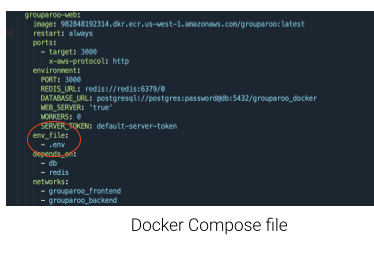 grouparoo-web:
image: 982848192314.dkr.ecr.us-west-1.amazonaws.com/grouparoo:latest
restart: always
ports:
- target: 3000
x-aws-protocol: http
environment:
PORT: 3000
REDIS_URL: redis://redis:6379/0
DATABASE_URL: postgresql://postgres:password@db:5432/grouparoo_docker
WEB_SERVER: 'true'
WORKERS: 0
SERVER_TOKEN: default-server-token
env_file:
- .env
depends_on:
- db
- redis
networks:
- grouparoo_frontend
- grouparoo_backend
Docker Compose file